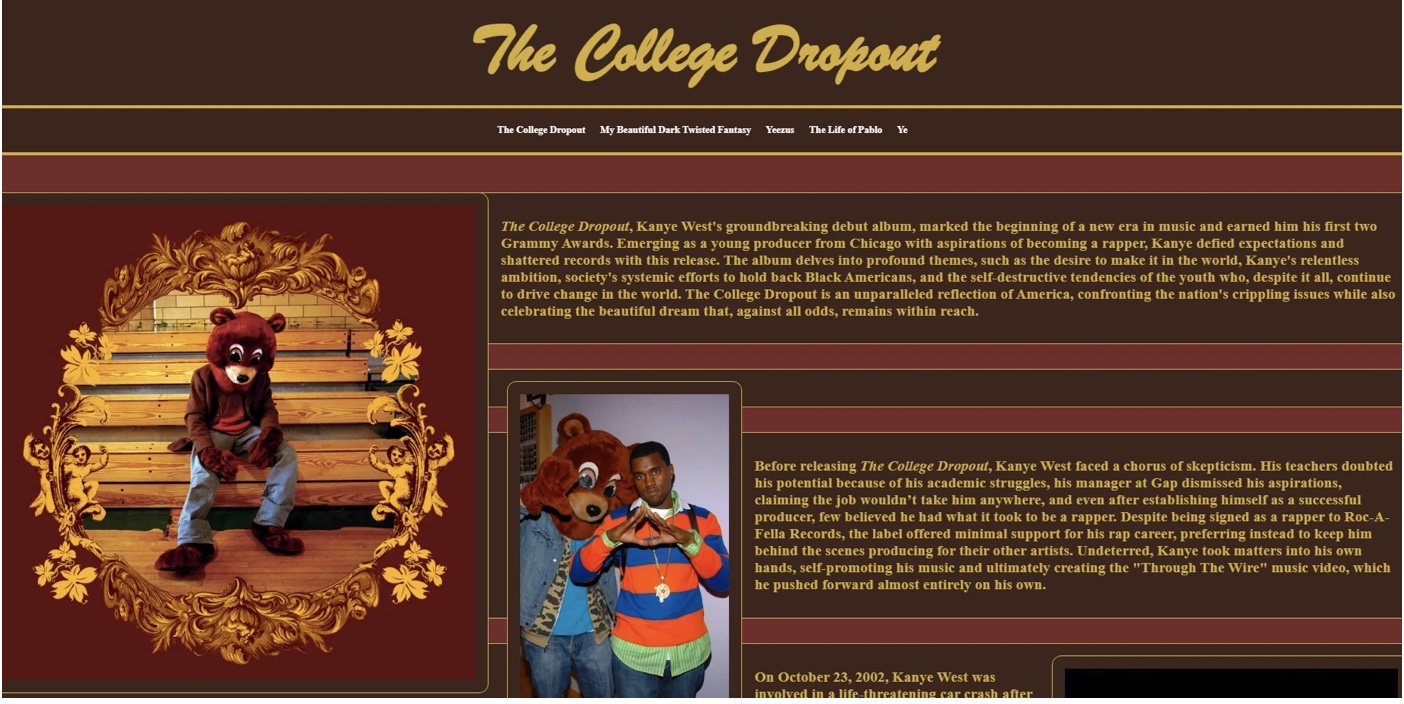 The College Dropout
The College Dropout My Beautiful Dark Twisted Fantasy Yeezus The Life of Pablo Ye
The College Dropout, Kanye West's groundbreaking debut album, marked the beginning of a new era in music and earned him his first two
Grammy Awards. Emerging as a young producer from Chicago with aspirations of becoming a rapper, Kanye defied expectations and
shattered records with this release. The album delves into profound themes, such as the desire to make it in the world, Kanye's relentless
ambition, society's systemic efforts to hold back Black Americans, and the self-destructive tendencies of the youth who, despite it all, continue
to drive change in the world. The College Dropout is an unparalleled reflection of America, confronting the nation's crippling issues while also
celebrating the beautiful dream that, against all odds, remains within reach.
Before releasing The College Dropout, Kanye West faced a chorus of skepticism. His teachers doubted
his potential because of his academic struggles, his manager at Gap dismissed his aspirations,
claiming the job wouldn’t take him anywhere, and even after establishing himself as a successful
producer, few believed he had what it took to be a rapper. Despite being signed as a rapper to Roc-A-
Fella Records, the label offered minimal support for his rap career, preferring instead to keep him
behind the scenes producing for their other artists. Undeterred, Kanye took matters into his own
hands, self-promoting his music and ultimately creating the "Through The Wire" music video, which
he pushed forward almost entirely on his own.
On October 23, 2002, Kanye West was
involved in a life-threatening car crash after